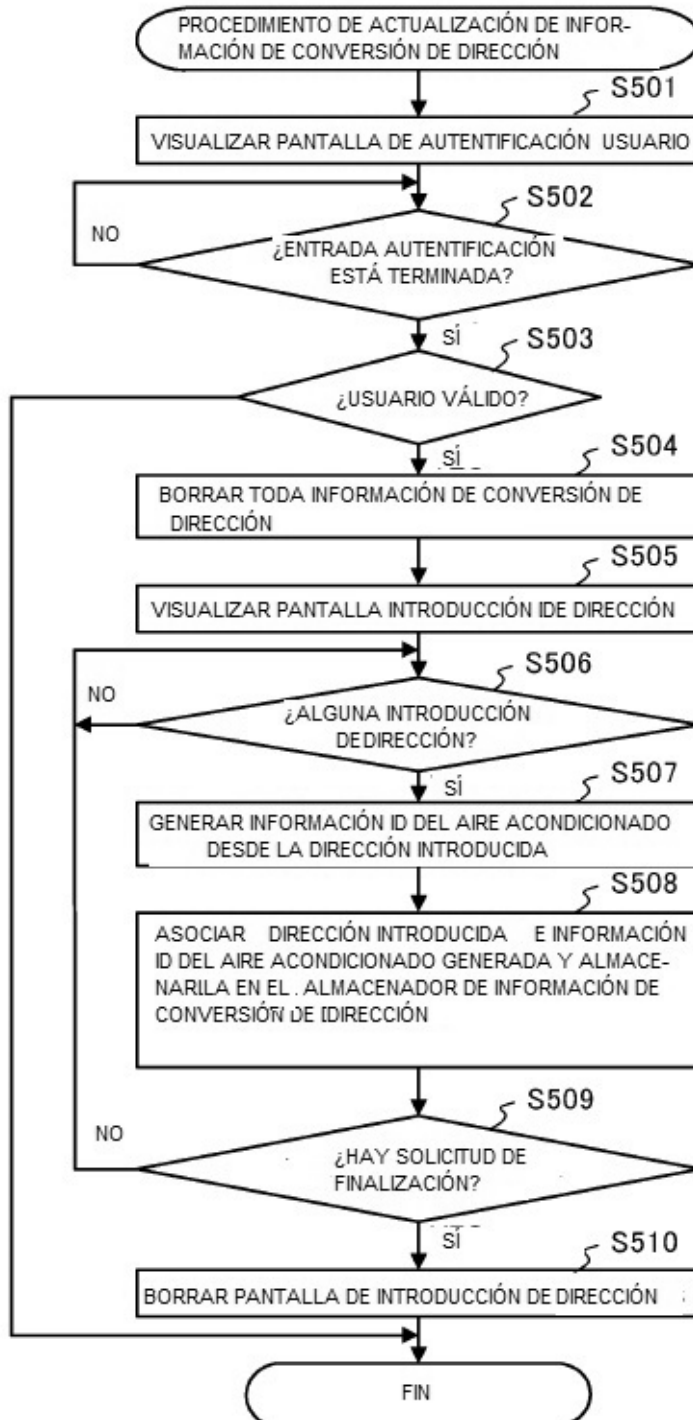 PROCEDIMIENTO DE ACTUALIZACIÓN DE INFOR-
MACIÓN DE CONVERSIÓN DE DIRECCIÓN
S501
VISUALIZAR PANTALLA DE AUTENTIFICACIÓN USUARIO
S502
NO
¿ENTRADA AUTENTIFICACIÓN
ESTÁ TERMINADA?
SÍ
S503
¿USUARIO VÁLIDO?
SÍ
S504
BORRAR TODA INFORMACIÓN DE CONVERSIÓN DE
DIRECCIÓN
S505
VISUALIZAR PANTALLA INTRODUCCIÓN IDE DIRECCIÓN
S506
NO
¿ALGUNA INTRODUCCIÓN
DEDIRECCIÓN?
SÍ
S507
GENERAR INFORMACIÓN ID DEL AIRE ACONDICIONADO
DESDE LA DIRECCIÓN INTRODUCIDA
S508
ASOCIAR DIRECCIÓN INTRODUCIDA E INFORMACIÓN
ID DEL AIRE ACONDICIONADO GENERADA Y ALMACE-
NARILA EN EL . ALMACENADOR DE INFORMACIÓN DE
CONVERSIÓN DE IDIRECCIÓN
S509
NO
¿HAY SOLICITUD DE
FINALIZACIÓN?
SÍ
S510
BORRAR PANTALLA DE INTRODUCCIÓN DE DIRECCIÓN
FIN